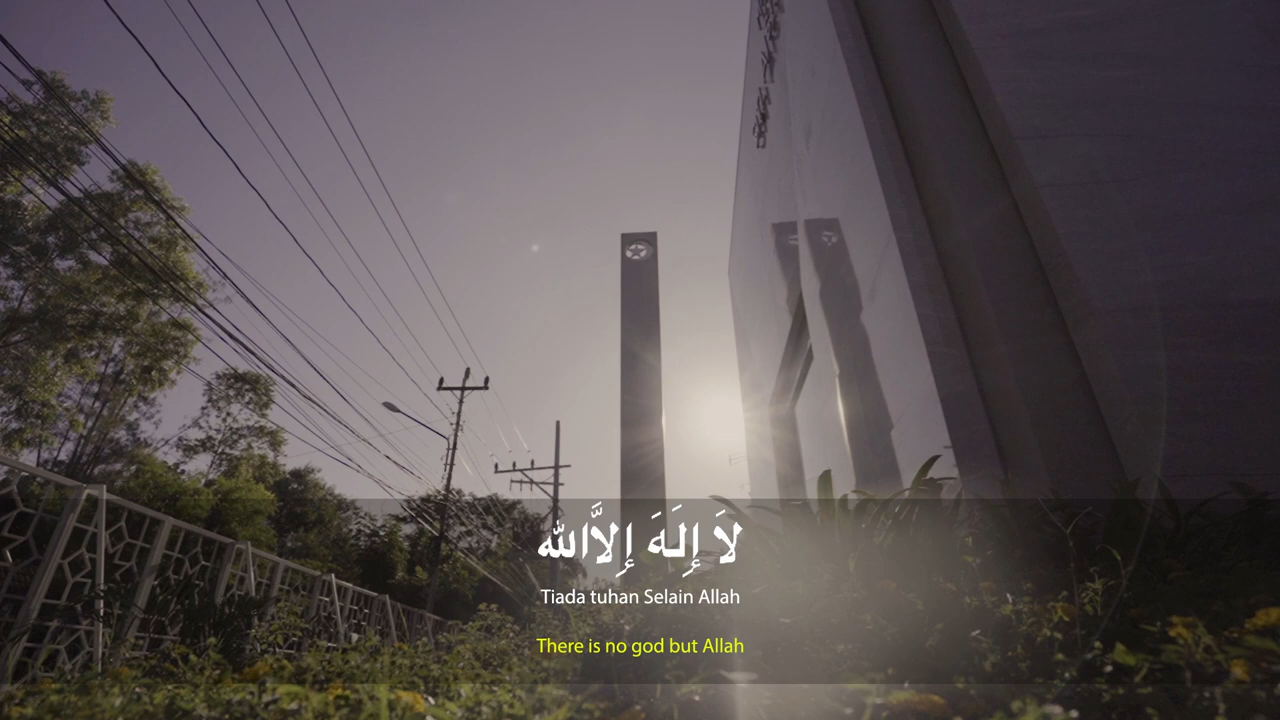 لاَ إِلَهَ إِلاَّالله
Tiada tuhan Selain Allah
There is no god but Allah